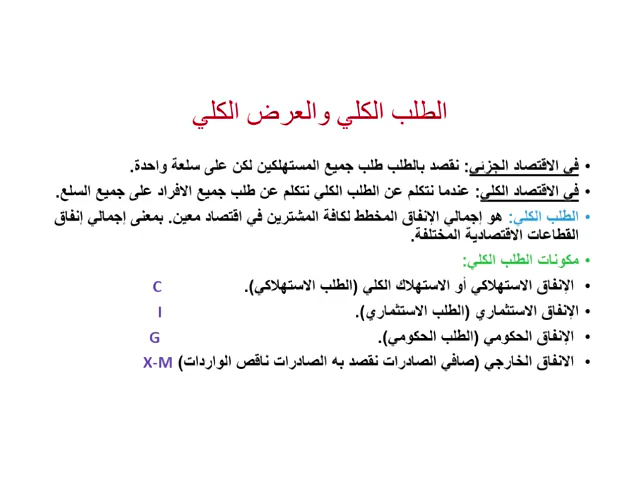 الطلب الكلي والعرض الكلي
• في الاقتصاد الجزئي: نقصد بالطلب طلب جميع المستهلكين لكن على سلعة واحدة.
• في الاقتصاد الكلي: عندما نتكلم عن الطلب الكلي نتكلم عن طلب جميع الافراد على جميع السلع.
• الطلب الكلي: هو إجمالي الإنفاق المخطط لكافة المشترين في اقتصاد معين. بمعنى إجمالي إنفاق
القطاعات الاقتصادية المختلفة.
• مكونات الطلب الكلي:
• الإنفاق الاستهلاكي أو الاستهلاك الكلي (الطلب الاستهلاكي). C
• الإنفاق الاستثماري (الطلب الاستثماري). I
• الإنفاق الحكومي (الطلب الحكومي). G
• الانفاق الخارجي (صافي الصادرات نقصد به الصادرات ناقص الواردات) X-M